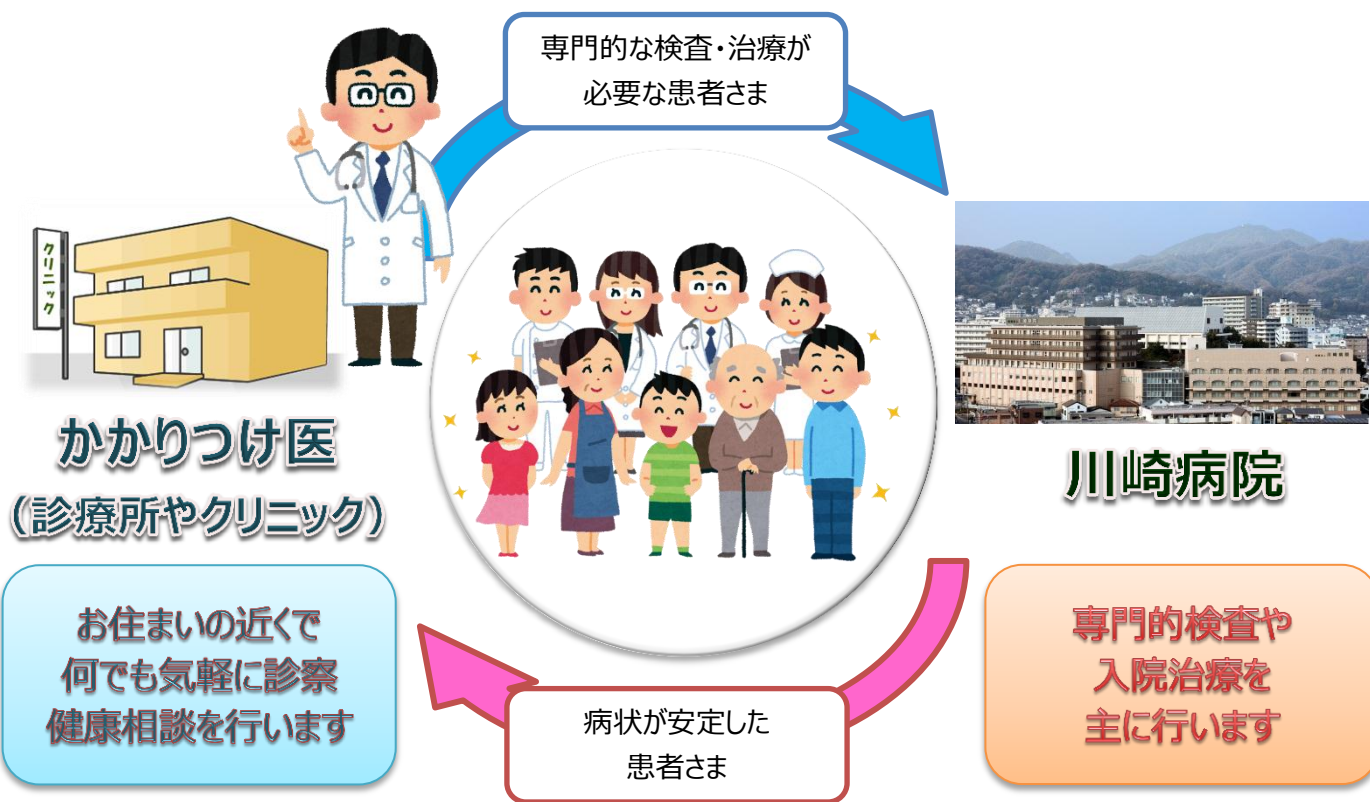 専門的な検査・治療が
必要な患者さま
クリニック
かかりつけ医
（診療所やクリニック）
川崎病院
お住まいの近くで
何でも気軽に診察
健康相談を行います
専門的検査や
入院治療を
主に行います
病状が安定した
患者さま